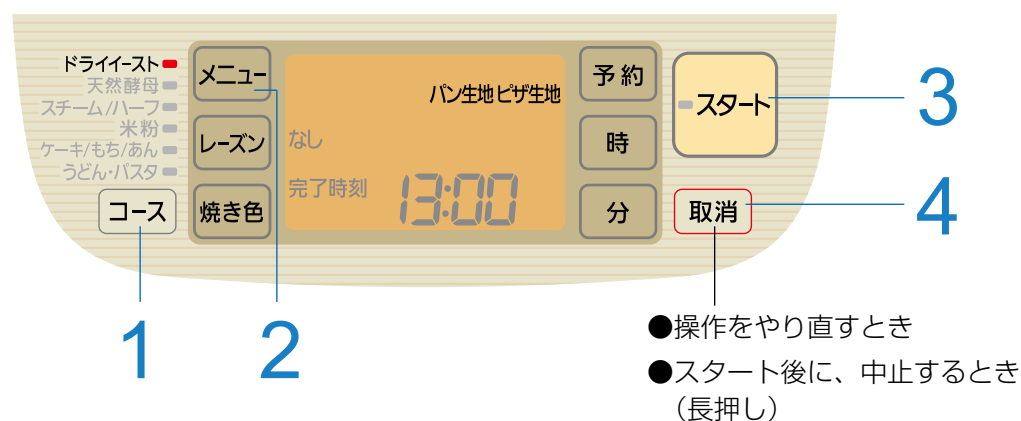 ドライイースト
天然酵母
スチーム/ハーフ
米粉
ケーキ/もち/あん
うどん・パスタ
コース
メニュー
レーズン
焼き色
パン生地 ピザ生地
なし
完了時刻 13:00
予約
時
分
スタート
取消
1
2
3
4
●操作をやり直すとき
●スタート後に、中止するとき
（長押し）